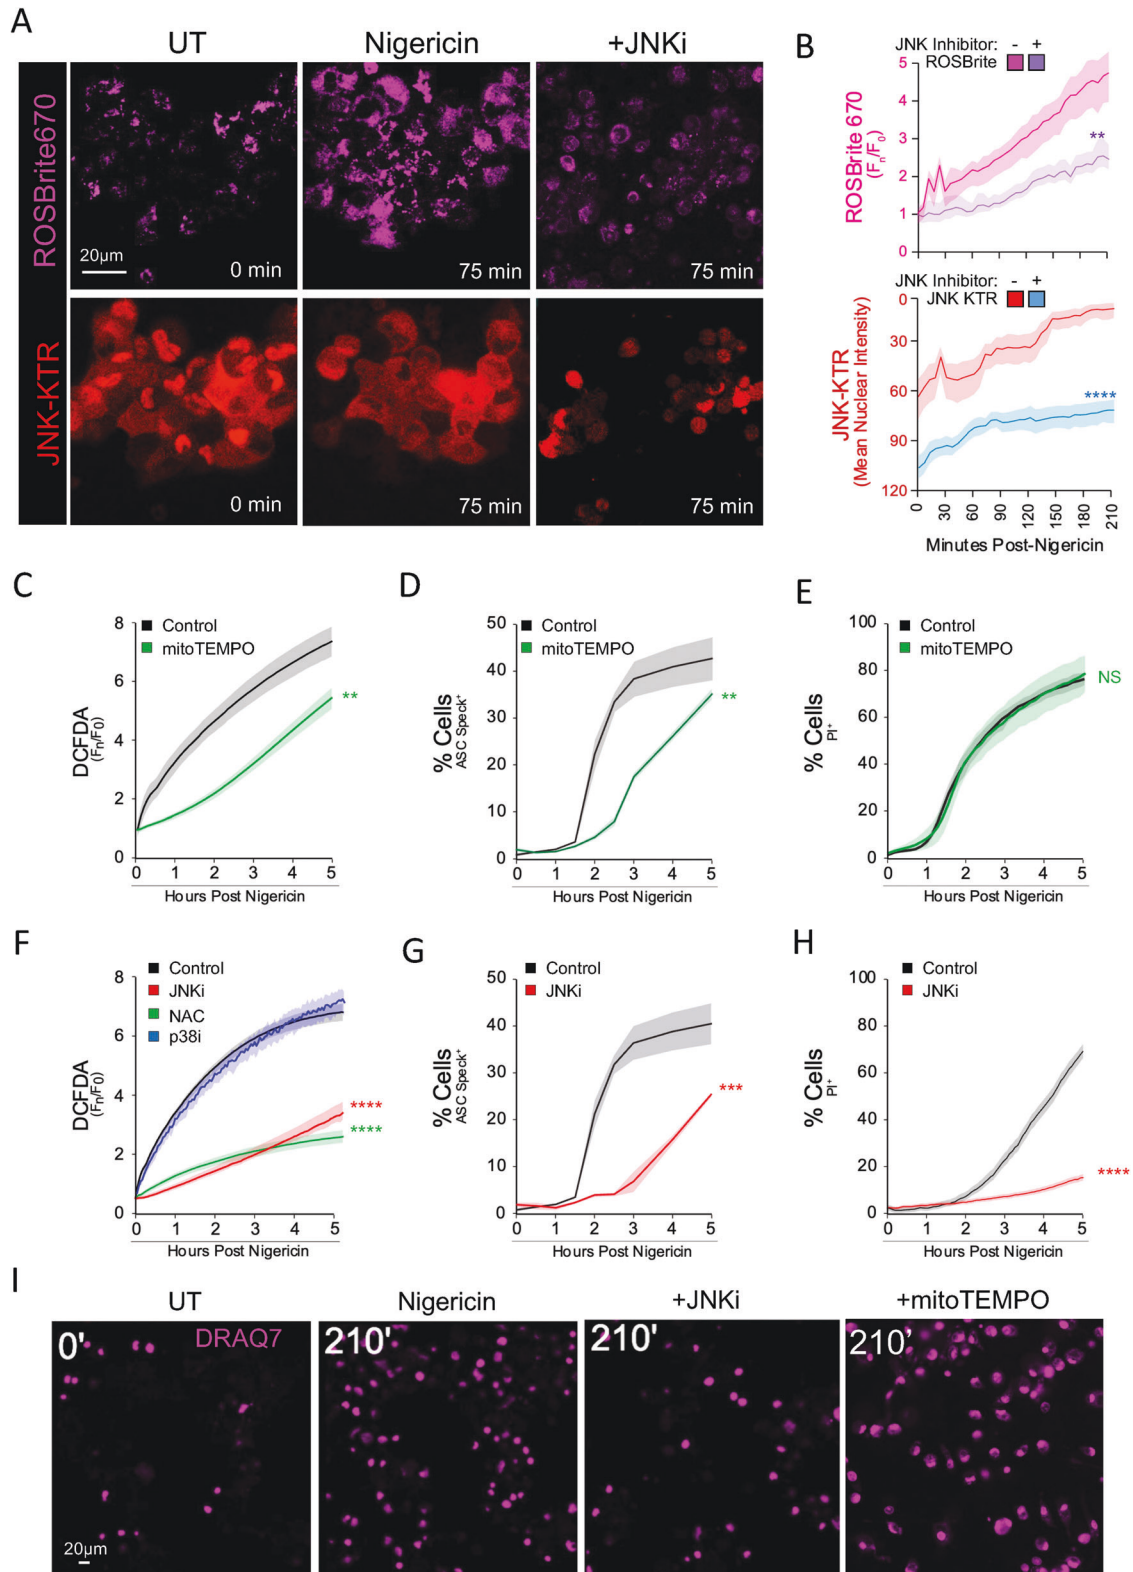 A
UT
Nigericin
+JNKi
ROSBrite670
20µm
0 min
75 min
75 min
JNK-KTR
0 min
75 min
75 min
B
JNK Inhibitor: - +
ROSBrite
ROSBrite 670
(Fn/F0)
5
4
3
2
1
0
**
JNK Inhibitor: - +
JNK KTR
JNK-KTR
(Mean Nuclear Intensity)
0
30
60
90
120
****
0 30 60 90 120 150 180 210
Minutes Post-Nigericin
C
Control
mitoTEMPO
DCFDA
(Fn/F0)
8
6
4
2
0
**
0 1 2 3 4 5
Hours Post Nigericin
D
Control
mitoTEMPO
% Cells
ASC Speck+
50
40
30
20
10
0
**
0 1 2 3 4 5
Hours Post Nigericin
E
Control
mitoTEMPO
% Cells
PI+
100
80
60
40
20
0
NS
0 1 2 3 4 5
Hours Post Nigericin
F
Control
JNKi
NAC
p38i
DCFDA
(Fn/F0)
8
6
4
2
0
****
****
0 1 2 3 4 5
Hours Post Nigericin
G
Control
JNKi
% Cells
ASC Speck+
50
40
30
20
10
0
***
0 1 2 3 4 5
Hours Post Nigericin
H
Control
JNKi
% Cells
PI+
100
80
60
40
20
0
****
0 1 2 3 4 5
Hours Post Nigericin
I
UT
Nigericin
+JNKi
+mitoTEMPO
0'
DRAQ7
20µm
210'
210'
210'